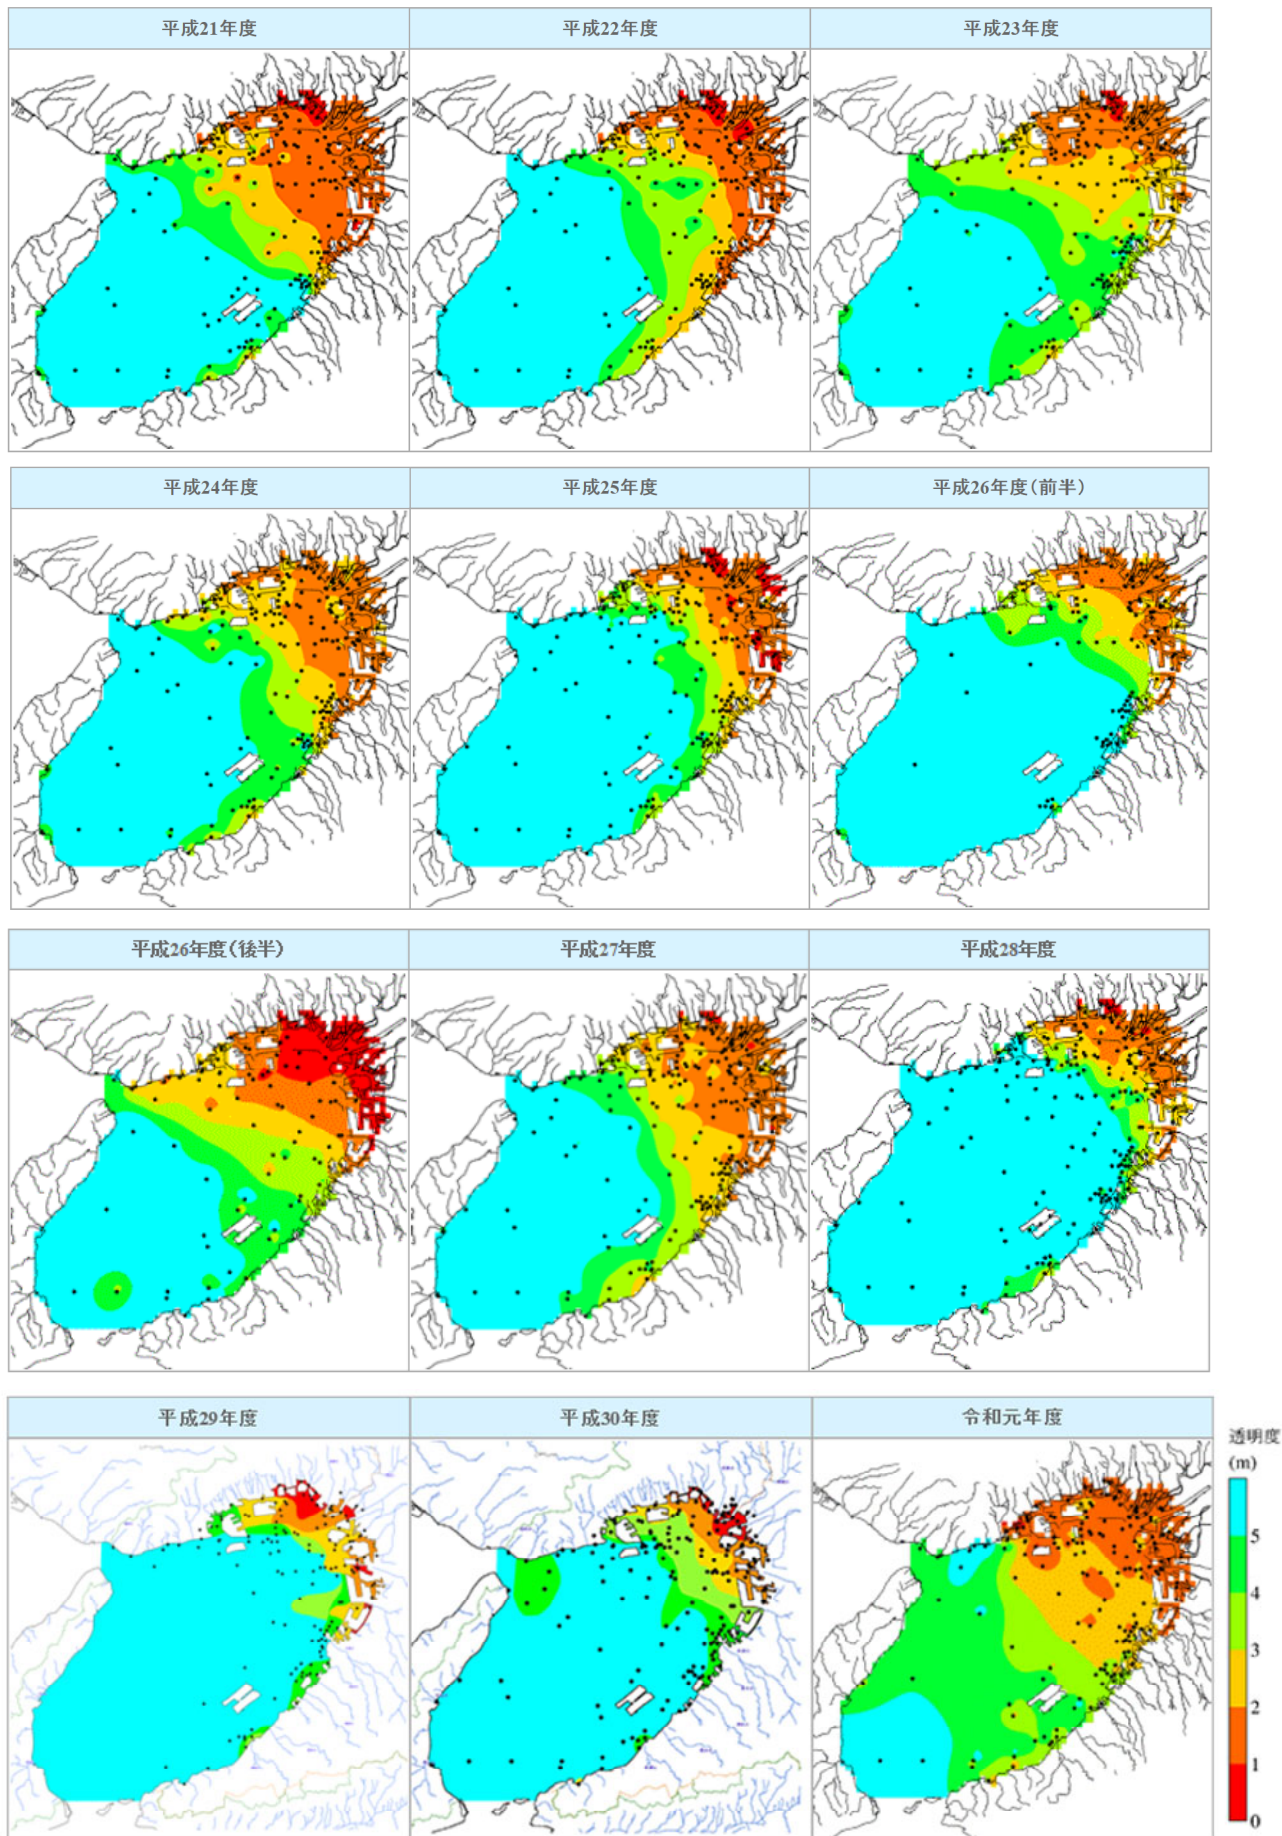 平成21年度
平成22年度
平成23年度
平成24年度
平成25年度
平成26年度(前半)
平成26年度(後半)
平成27年度
平成28年度
平成29年度
平成30年度
令和元年度
透明度
(m)
5
4
3
2
1
0